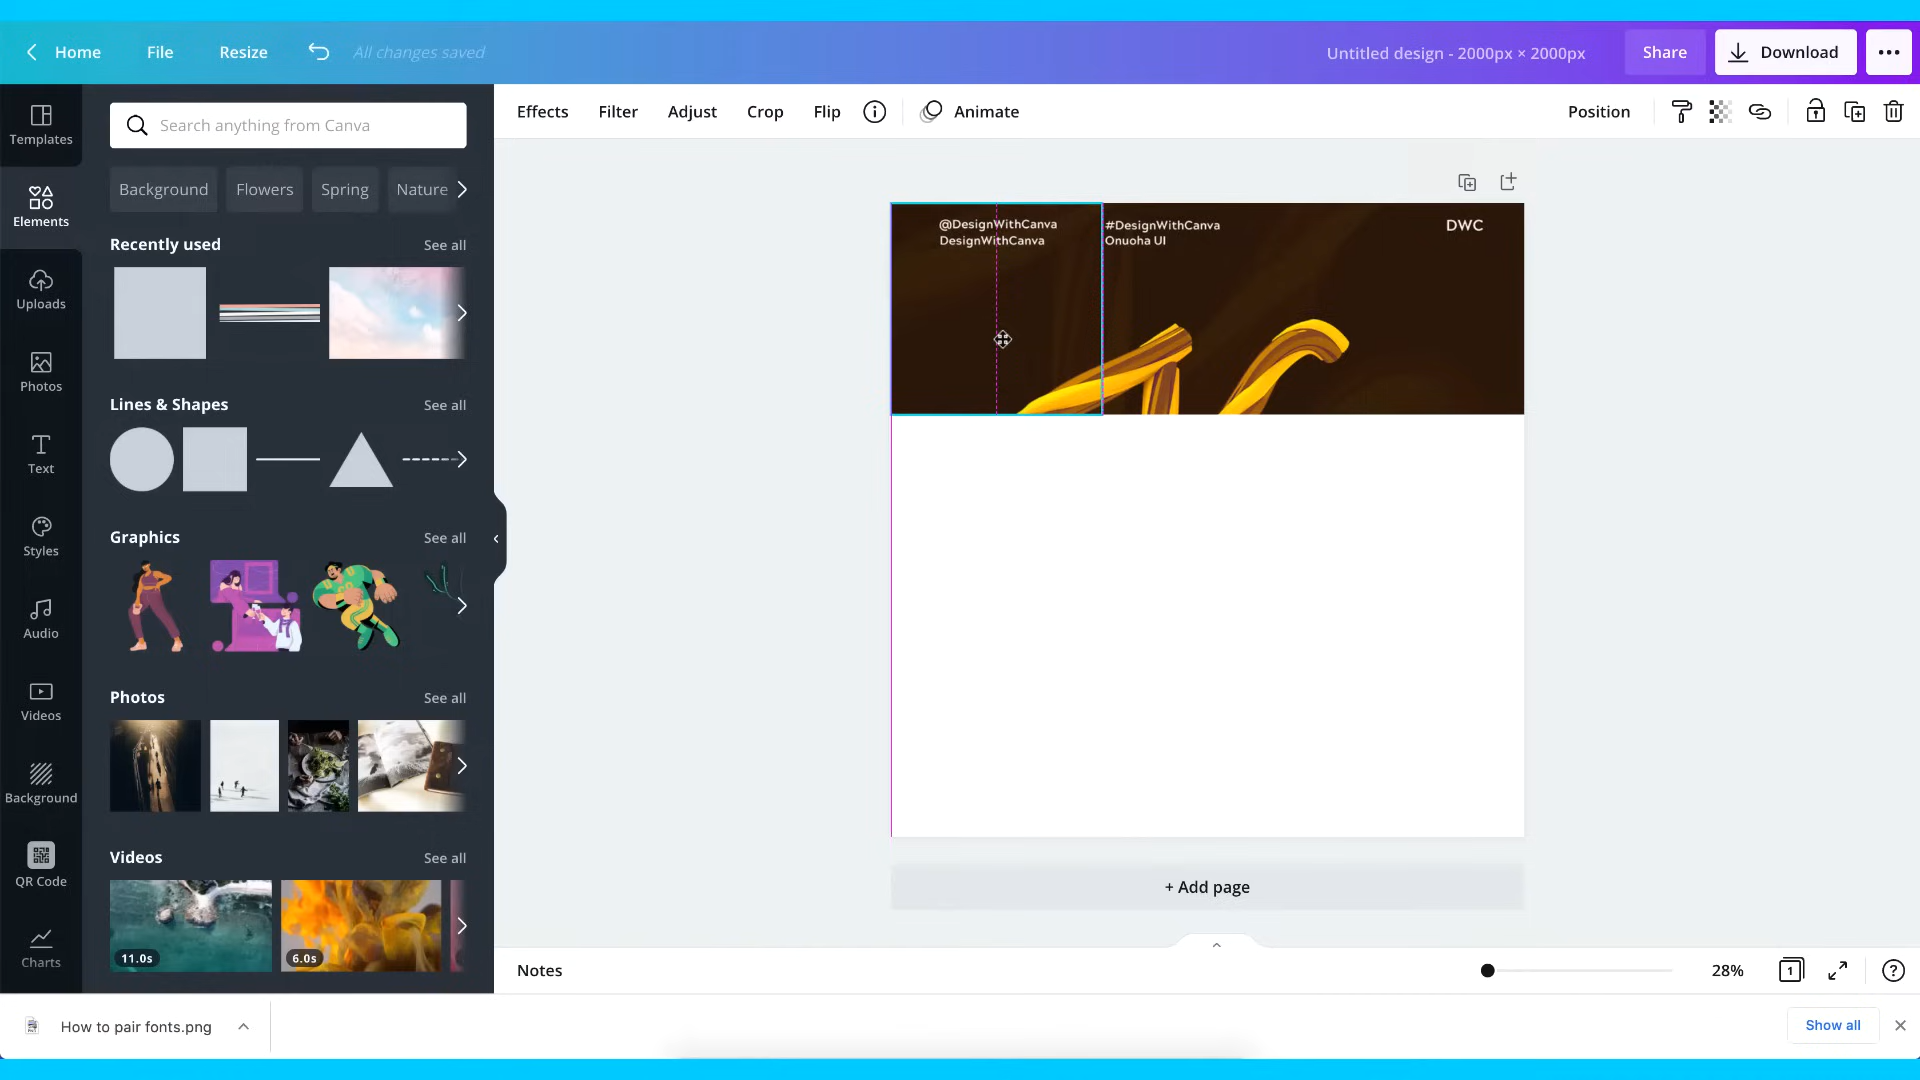 Home File Resize All changes saved Untitled design - 2000px × 2000px Share Download
Effects Filter Adjust Crop Flip Animate Position
Templates
Elements
Uploads
Photos
Text
Styles
Audio
Videos
Background
QR Code
Charts
Search anything from Canva
Background Flowers Spring Nature
Recently used See all
Lines & Shapes See all
Graphics See all
Photos See all
Videos See all
11.0s 6.0s
@DesignWithCanva #DesignWithCanva DWC
DesignWithCanva Onuoha UI
+ Add page
Notes 28% 1
How to pair fonts.png Show all